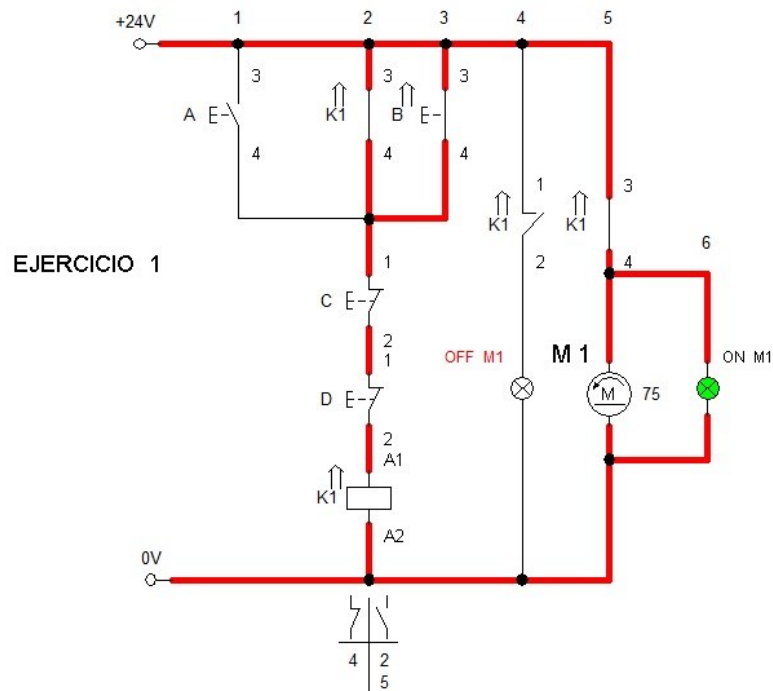 1 2 3 4 5
+24V
3 3 3
A K1 B
4 4 4
1 3
K1 K1
EJERCICIO 1
1 2 4 6
C
2
1
OFF M1 M 1 ON M1
D M 75
2
A1
K1
A2
0V
4 2
5